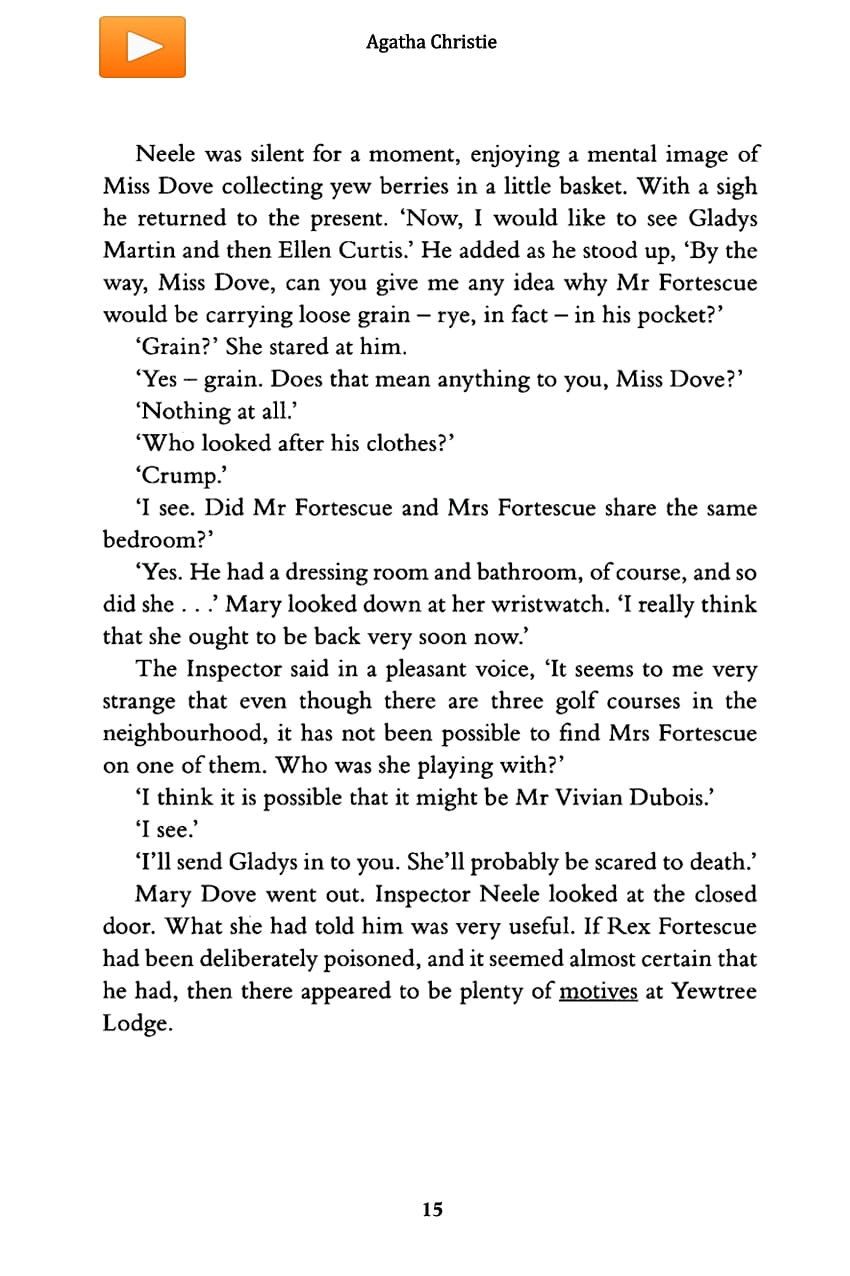 Agatha Christie
Neele was silent for a moment, enjoying a mental image of
Miss Dove collecting yew berries in a little basket. With a sigh
he returned to the present. ‘Now, I would like to see Gladys
Martin and then Ellen Curtis.’ He added as he stood up, ‘By the
way, Miss Dove, can you give me any idea why Mr Fortescue
would be carrying loose grain – rye, in fact – in his pocket?’
‘Grain?’ She stared at him.
‘Yes – grain. Does that mean anything to you, Miss Dove?’
‘Nothing at all.’
‘Who looked after his clothes?’
‘Crump.’
‘I see. Did Mr Fortescue and Mrs Fortescue share the same
bedroom?’
‘Yes. He had a dressing room and bathroom, of course, and so
did she . . .’ Mary looked down at her wristwatch. ‘I really think
that she ought to be back very soon now.’
The Inspector said in a pleasant voice, ‘It seems to me very
strange that even though there are three golf courses in the
neighbourhood, it has not been possible to find Mrs Fortescue
on one of them. Who was she playing with?’
‘I think it is possible that it might be Mr Vivian Dubois.’
‘I see.’
‘I’ll send Gladys in to you. She’ll probably be scared to death.’
Mary Dove went out. Inspector Neele looked at the closed
door. What she had told him was very useful. If Rex Fortescue
had been deliberately poisoned, and it seemed almost certain that
he had, then there appeared to be plenty of motives at Yewtree
Lodge.
15